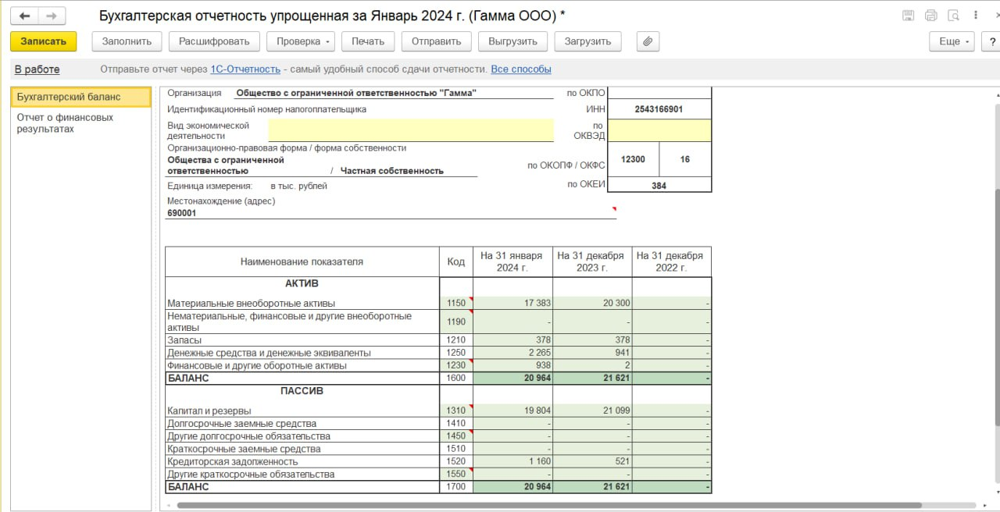 Бухгалтерская отчетность упрощенная за Январь 2024 г. (Гамма ООО) *
Записать Заполнить Расшифровать Проверка Печать Отправить Выгрузить Загрузить Еще ?
В работе Отправьте отчет через 1С-Отчетность - самый удобный способ сдачи отчетности. Все способы
Бухгалтерский баланс
Отчет о финансовых
результатах
Организация Общество с ограниченной ответственностью "Гамма" по ОКПО
Идентификационный номер налогоплательщика ИНН 2543166901
Вид экономической
деятельности
по
ОКВЭД
Организационно-правовая форма / форма собственности
Общества с ограниченной
ответственностью / Частная собственность
по ОКОПФ / ОКФС 12300 16
Единица измерения: в тыс. рублей по ОКЕИ 384
Местонахождение (адрес)
690001
Наименование показателя Код На 31 января 2024 г. На 31 декабря 2023 г. На 31 декабря 2022 г.
АКТИВ
Материальные внеоборотные активы 1150 17 383 20 300 -
Нематериальные, финансовые и другие внеоборотные
активы 1190 - - -
Запасы 1210 378 378 -
Денежные средства и денежные эквиваленты 1250 2 265 941 -
Финансовые и другие оборотные активы 1230 938 2 -
БАЛАНС 1600 20 964 21 621 -
ПАССИВ
Капитал и резервы 1310 19 804 21 099 -
Долгосрочные заемные средства 1410 - - -
Другие долгосрочные обязательства 1450 - - -
Краткосрочные заемные средства 1510 - - -
Кредиторская задолженность 1520 1 160 521 -
Другие краткосрочные обязательства 1550 - - -
БАЛАНС 1700 20 964 21 621 -